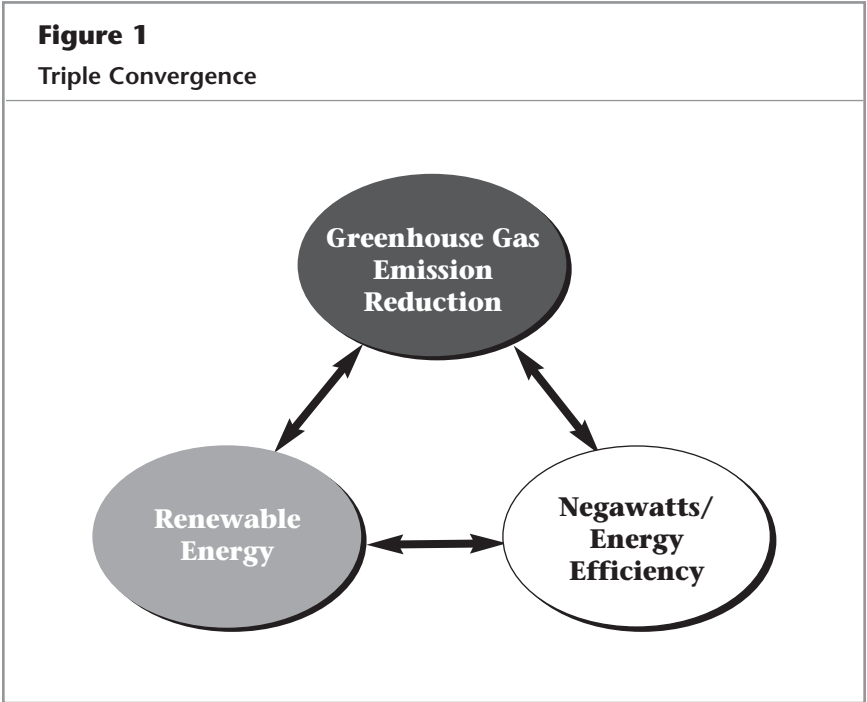 Figure 1
Triple Convergence
Greenhouse Gas
Emission
Reduction
Renewable
Energy
Negawatts/
Energy
Efficiency